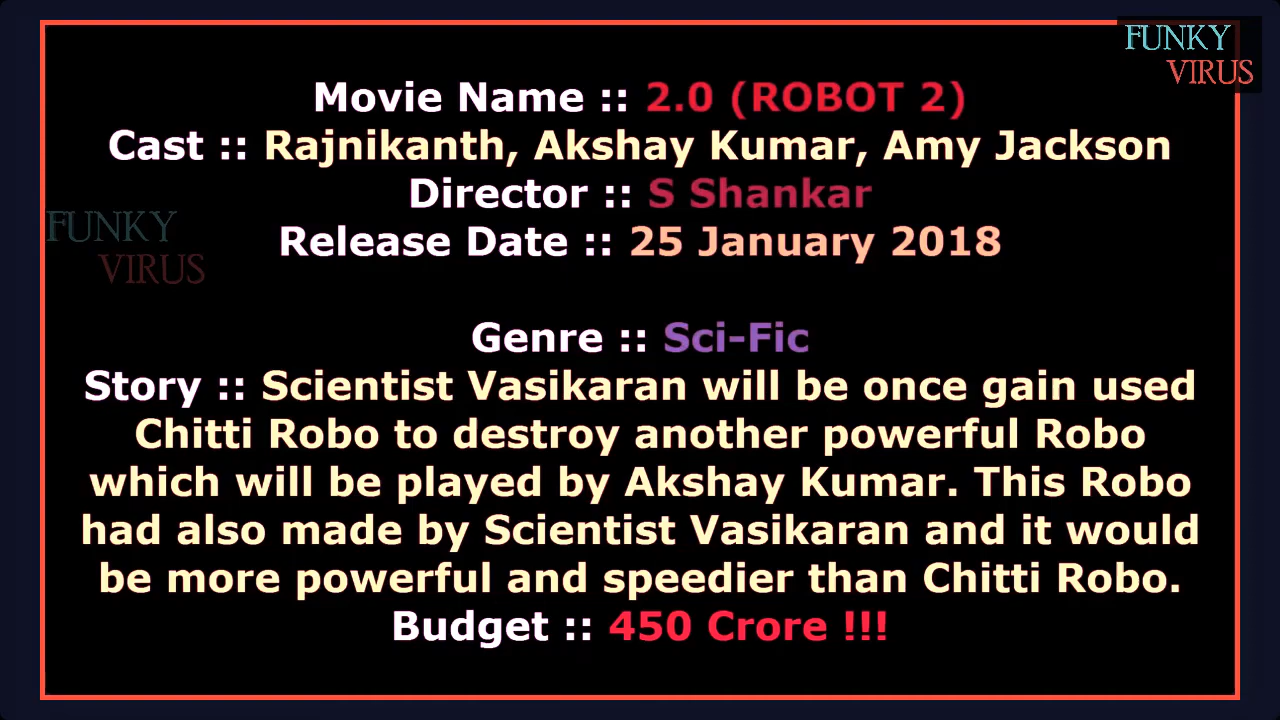 FUNKY
VIRUS
Movie Name :: 2.0 (ROBOT 2)
Cast :: Rajnikanth, Akshay Kumar, Amy Jackson
Director :: S Shankar
FUNKY
VIRUS
Release Date :: 25 January 2018
Genre :: Sci-Fic
Story :: Scientist Vasikaran will be once gain used
Chitti Robo to destroy another powerful Robo
which will be played by Akshay Kumar. This Robo
had also made by Scientist Vasikaran and it would
be more powerful and speedier than Chitti Robo.
Budget :: 450 Crore !!!